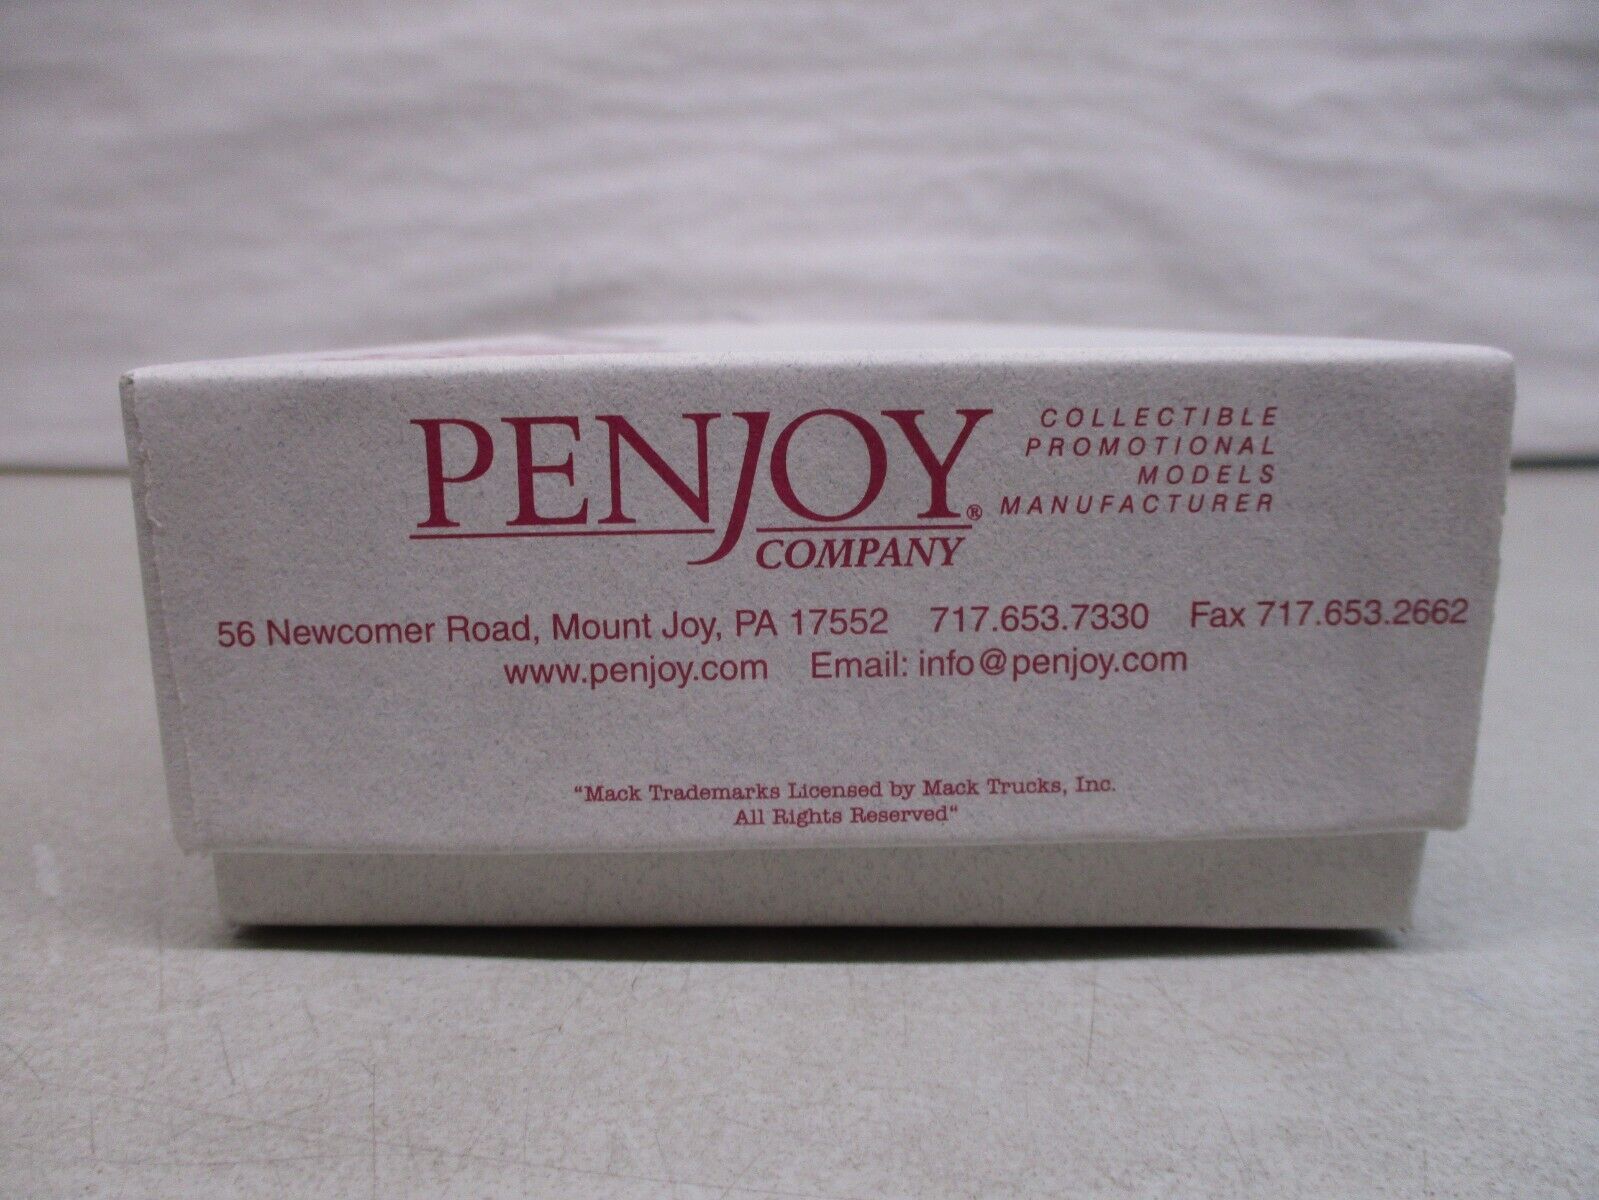 PENJOY® COMPANY
COLLECTIBLE
PROMOTIONAL
MODELS
MANUFACTURER
56 Newcomer Road, Mount Joy, PA 17552 717.653.7330 Fax 717.653.2662
www.penjoy.com Email: info@penjoy.com
“Mack Trademarks Licensed by Mack Trucks, Inc.
All Rights Reserved“